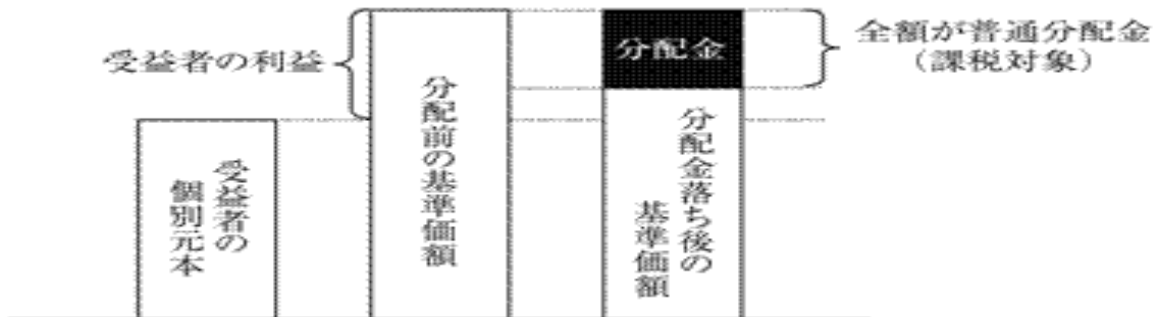 受益者の利益
受益者の
個別元本
分配前の基準価額
分配金
分配金落ち後の
基準価額
全額が普通分配金
(課税対象)